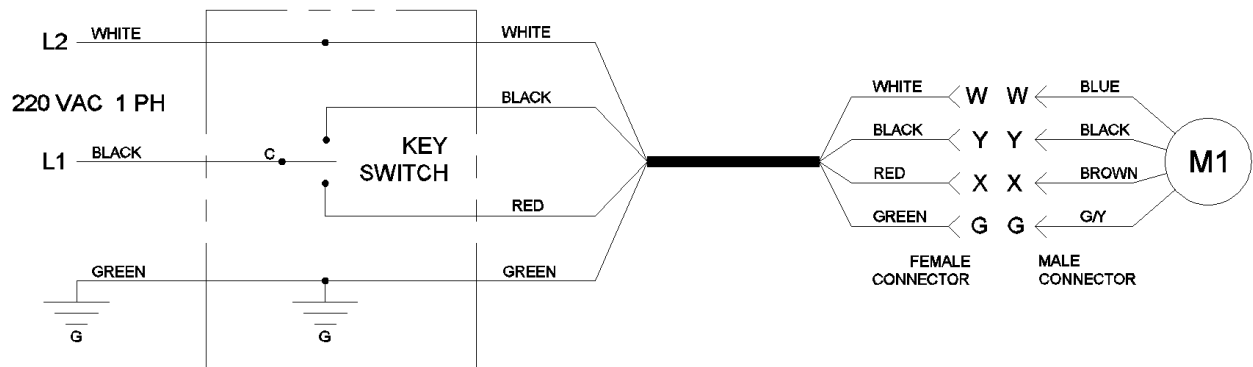 L2 WHITE WHITE
220 VAC 1 PH
BLACK
L1 BLACK C KEY
SWITCH
RED
GREEN GREEN
G G
WHITE W W BLUE
BLACK Y Y BLACK
RED X X BROWN
GREEN G G G/Y
M1
FEMALE
CONNECTOR
MALE
CONNECTOR